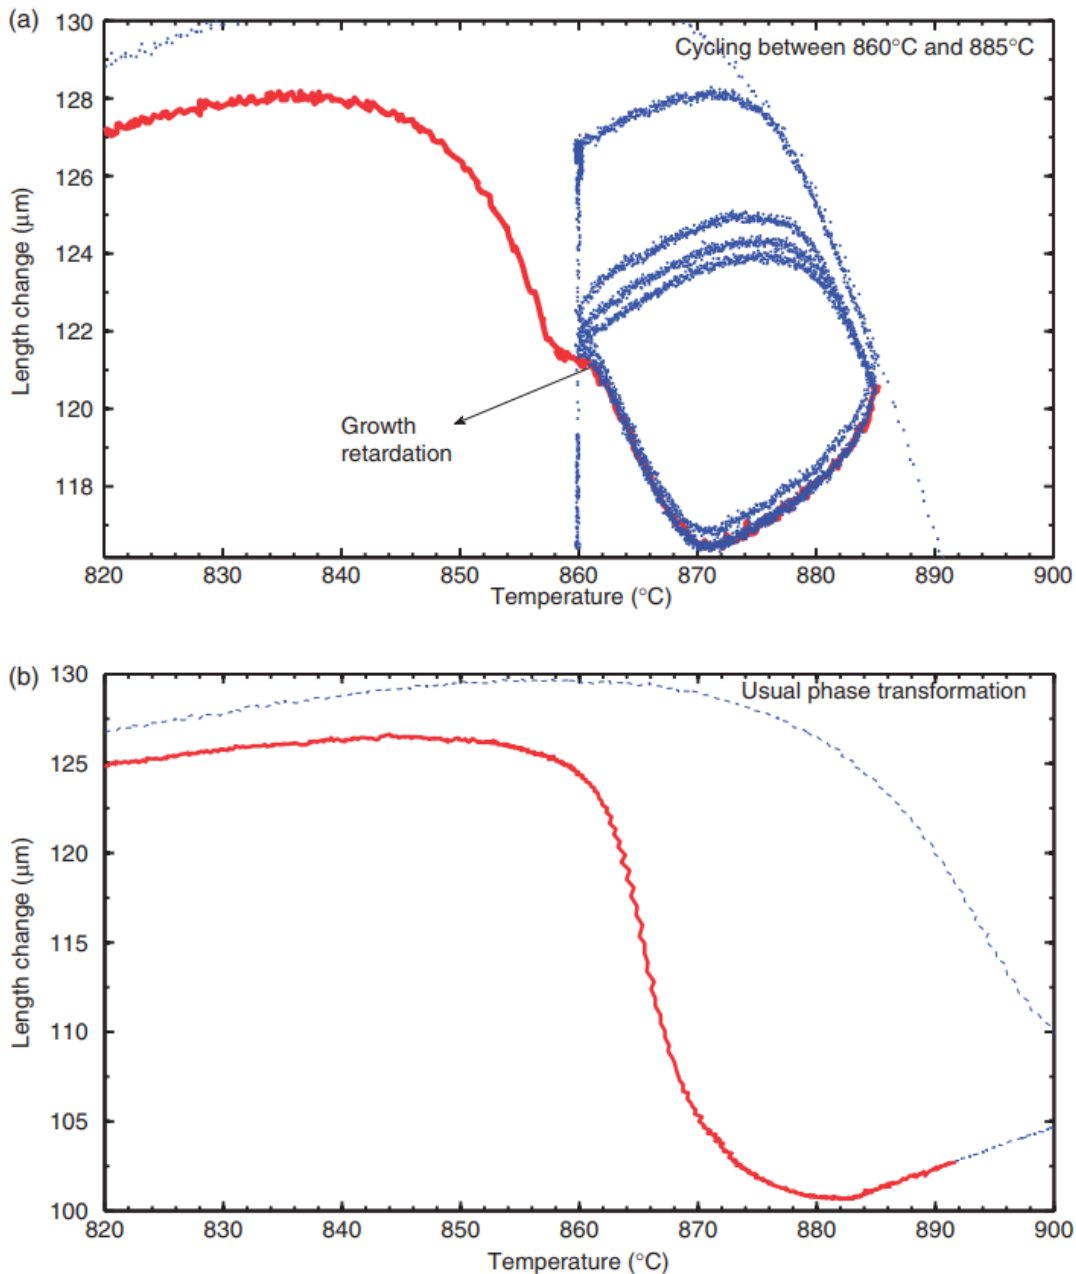 (a)
130
Cycling between 860°C and 885°C
128
126
124
122
120
118
Length change (μm)
Growth
retardation
820 830 840 850 860 870 880 890 900
Temperature (°C)
(b)
130
Usual phase transformation
125
120
115
110
105
100
Length change (μm)
820 830 840 850 860 870 880 890 900
Temperature (°C)